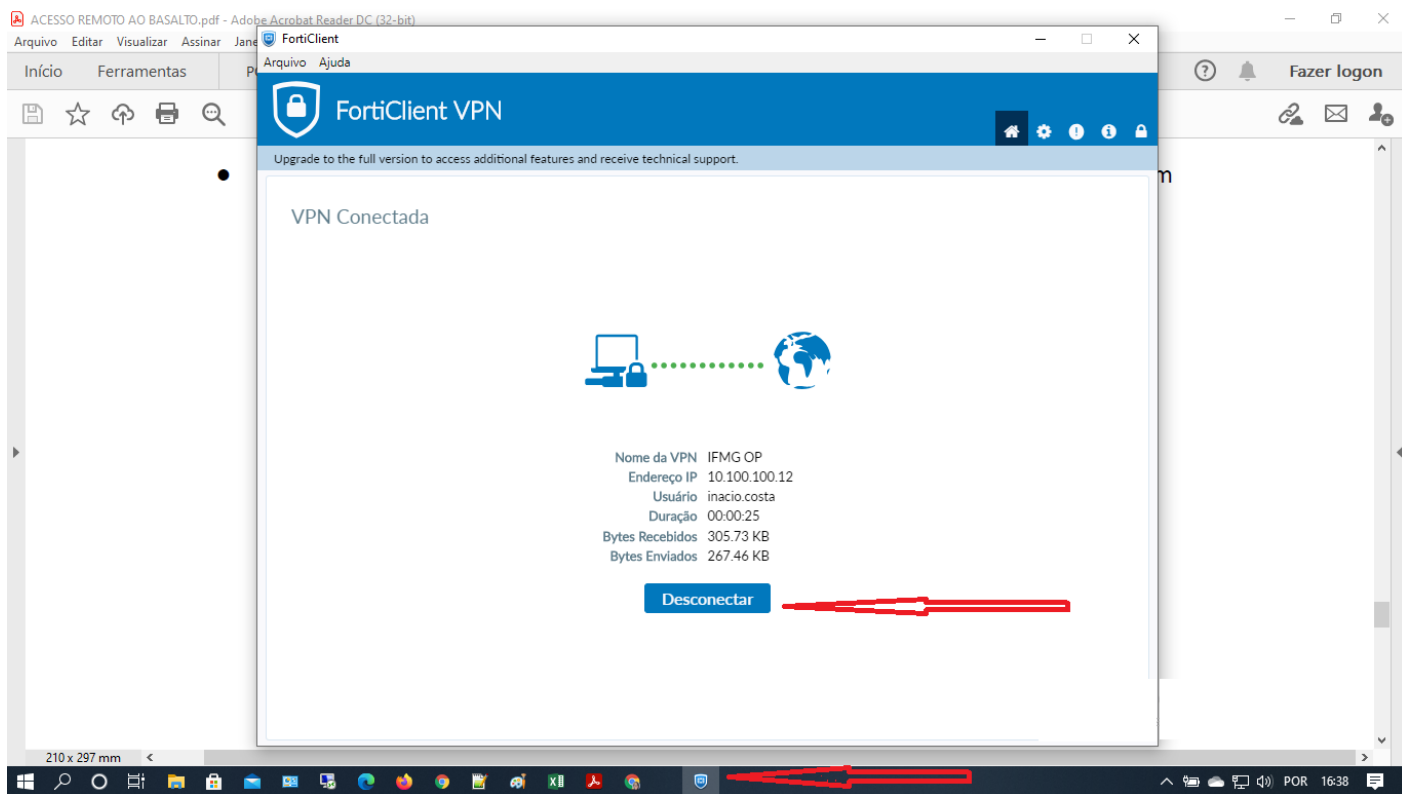 ACESSO REMOTO AO BASALTO.pdf - Adobe Acrobat Reader DC (32-bit)
Arquivo Editar Visualizar Assinar Jane
Início Ferramentas
Fazer logon
FortiClient
Arquivo Ajuda
FortiClient VPN
Upgrade to the full version to access additional features and receive technical support.
m
VPN Conectada
Nome da VPN IFMG OP
Endereço IP 10.100.100.12
Usuário inacio.costa
Duração 00:00:25
Bytes Recebidos 305.73 KB
Bytes Enviados 267.46 KB
Desconectar
210 x 297 mm
POR 16:38